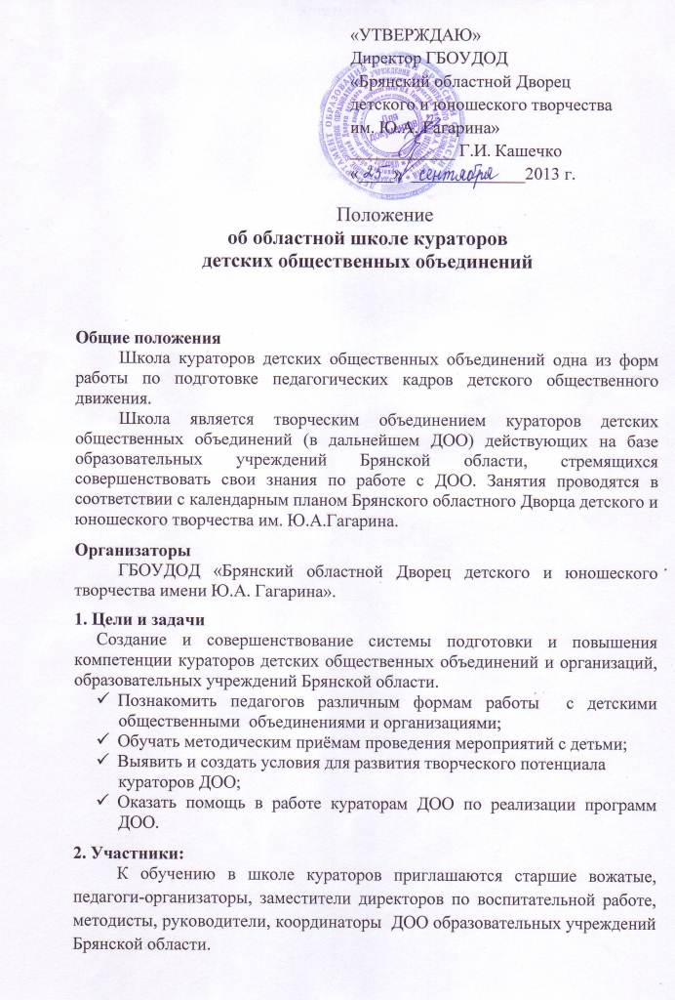 «УТВЕРЖДАЮ»
Директор ГБОУДОД
«Брянский областной Дворец
детского и юношеского творчества
им. Ю.А. Гагарина»
Г.И. Кашечко
«23» сентября 2013 г.
Для
документов
Положение
об областной школе кураторов
детских общественных объединений
Общие положения
Школа кураторов детских общественных объединений одна из форм
работы по подготовке педагогических кадров детского общественного
движения.
Школа является творческим объединением кураторов детских
общественных объединений (в дальнейшем ДОО) действующих на базе
образовательных учреждений Брянской области, стремящихся
совершенствовать свои знания по работе с ДОО. Занятия проводятся в
соответствии с календарным планом Брянского областного Дворца детского и
юношеского творчества им. Ю.А.Гагарина.
Организаторы
ГБОУДОД «Брянский областной Дворец детского и юношеского
творчества имени Ю.А. Гагарина».
1. Цели и задачи
Создание и совершенствование системы подготовки и повышения
компетенции кураторов детских общественных объединений и организаций,
образовательных учреждений Брянской области.
✓ Познакомить педагогов различным формам работы с детскими
общественными объединениями и организациями;
✓ Обучать методическим приёмам проведения мероприятий с детьми;
✓ Выявить и создать условия для развития творческого потенциала
кураторов ДОО;
✓ Оказать помощь в работе кураторам ДОО по реализации программ
ДОО.
2. Участники:
К обучению в школе кураторов приглашаются старшие вожатые,
педагоги-организаторы, заместители директоров по воспитательной работе,
методисты, руководители, координаторы ДОО образовательных учреждений
Брянской области.